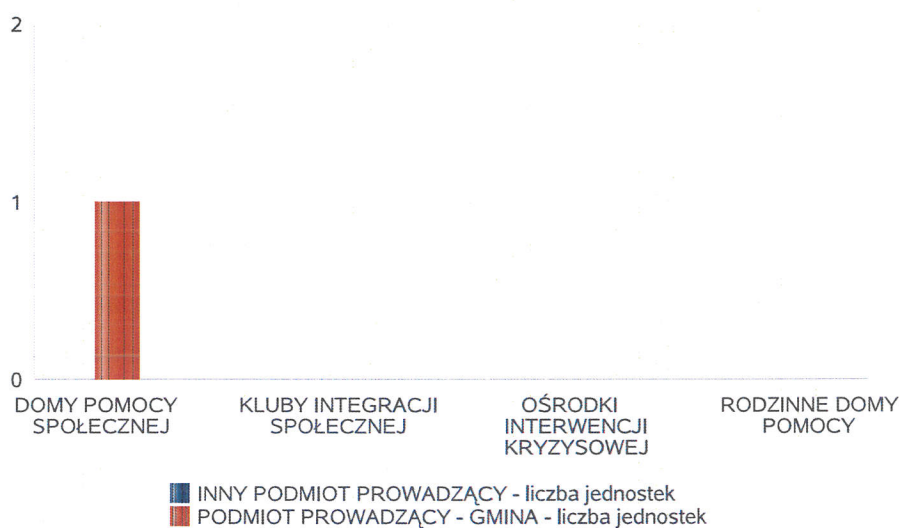 2
1
0
DOMY POMOCY
SPOŁECZNEJ
KLUBY INTEGRACJI
SPOŁECZNEJ
OŚRODKI
INTERWENCJI
KRYZYSOWEJ
RODZINNE DOMY
POMOCY
INNY PODMIOT PROWADZĄCY - liczba jednostek
PODMIOT PROWADZĄCY - GMINA - liczba jednostek